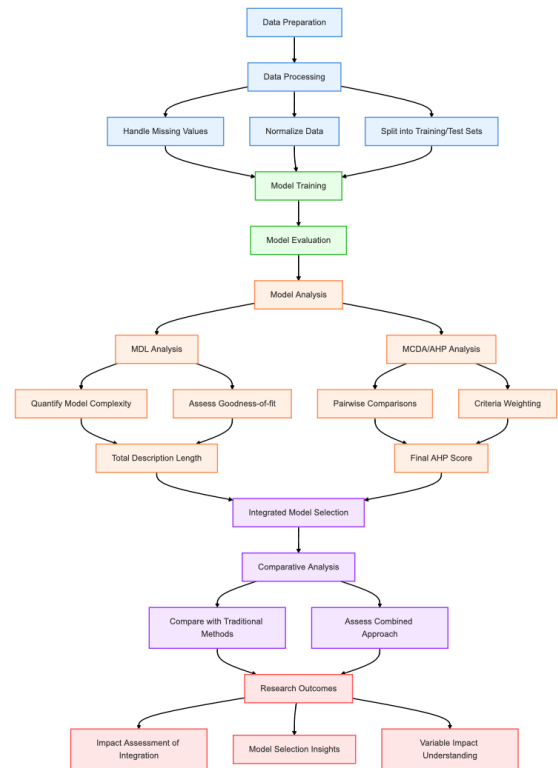 Data Preparation
Data Processing
Handle Missing Values
Normalize Data
Split into Training/Test Sets
Model Training
Model Evaluation
Model Analysis
MDL Analysis
MCDA/AHP Analysis
Quantify Model Complexity
Assess Goodness-of-fit
Pairwise Comparisons
Criteria Weighting
Total Description Length
Final AHP Score
Integrated Model Selection
Comparative Analysis
Compare with Traditional
Methods
Assess Combined
Approach
Research Outcomes
Impact Assessment of
Integration
Model Selection Insights
Variable Impact
Understanding